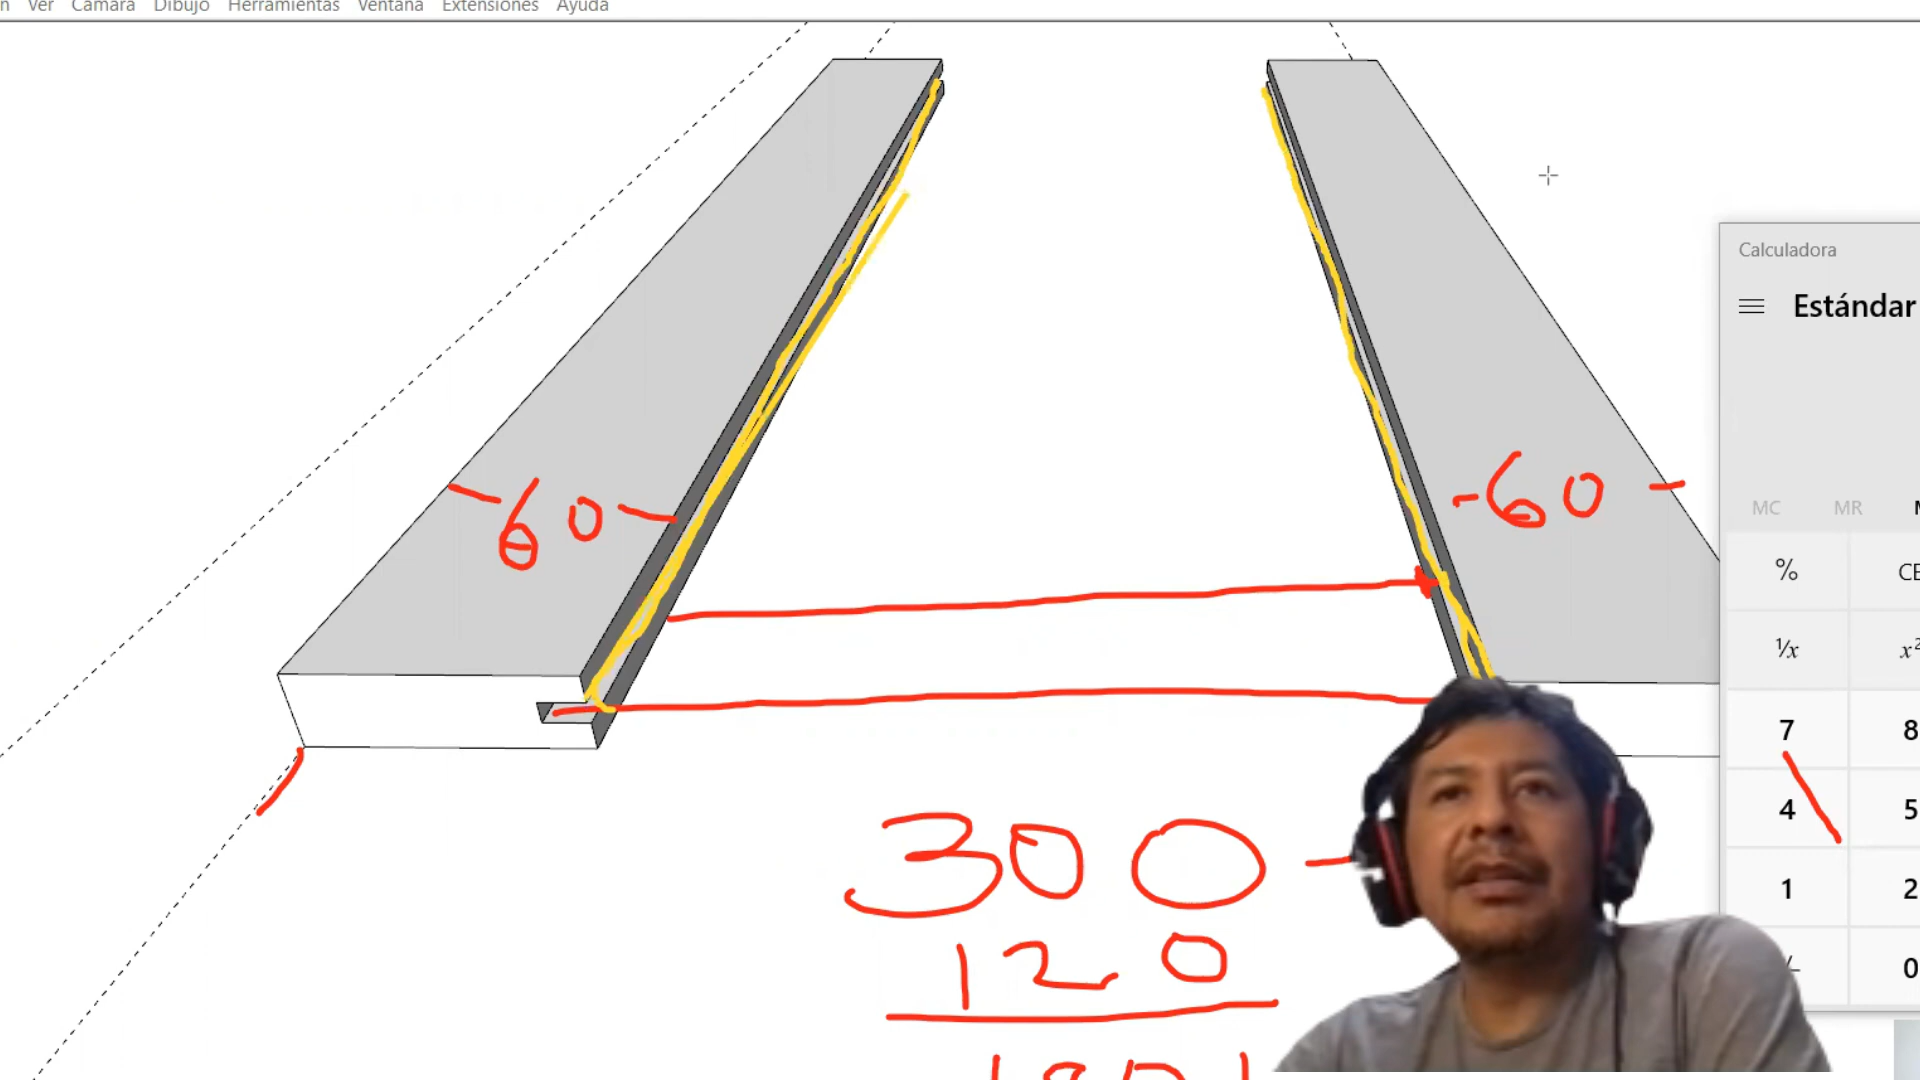 Ver Cámara Dibujo Herramientas Ventana Extensiones Ayuda
Calculadora
Estándar
-60-
-60-
MC MR
% CE
1/x x²
7 8
4 5
1 2
0
300 -
120